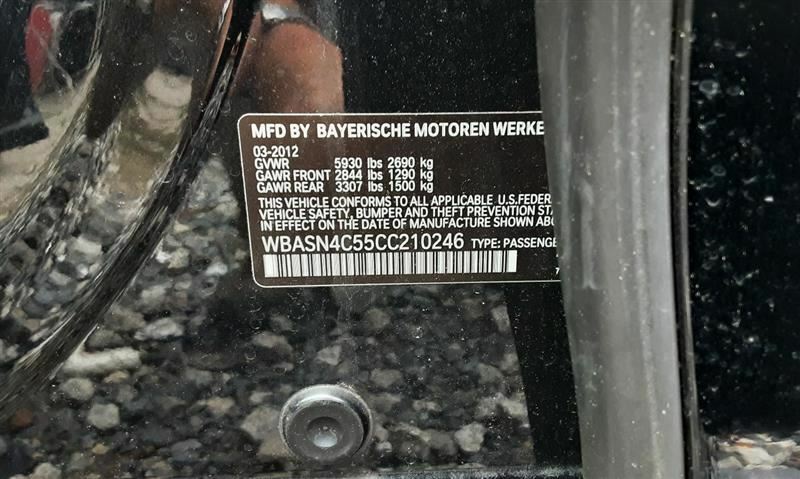 MFD BY BAYERISCHE MOTOREN WERKE
03-2012
GVWR 5930 lbs 2690 kg
GAWR FRONT 2844 lbs 1290 kg
GAWR REAR 3307 lbs 1500 kg
THIS VEHICLE CONFORMS TO ALL APPLICABLE U.S.FEDER
VEHICLE SAFETY, BUMPER AND THEFT PREVENTION STA
IN EFFECT ON THE DATE OF MANUFACTURE SHOWN ABO
WBASN4C55CC210246 TYPE: PASSENGE